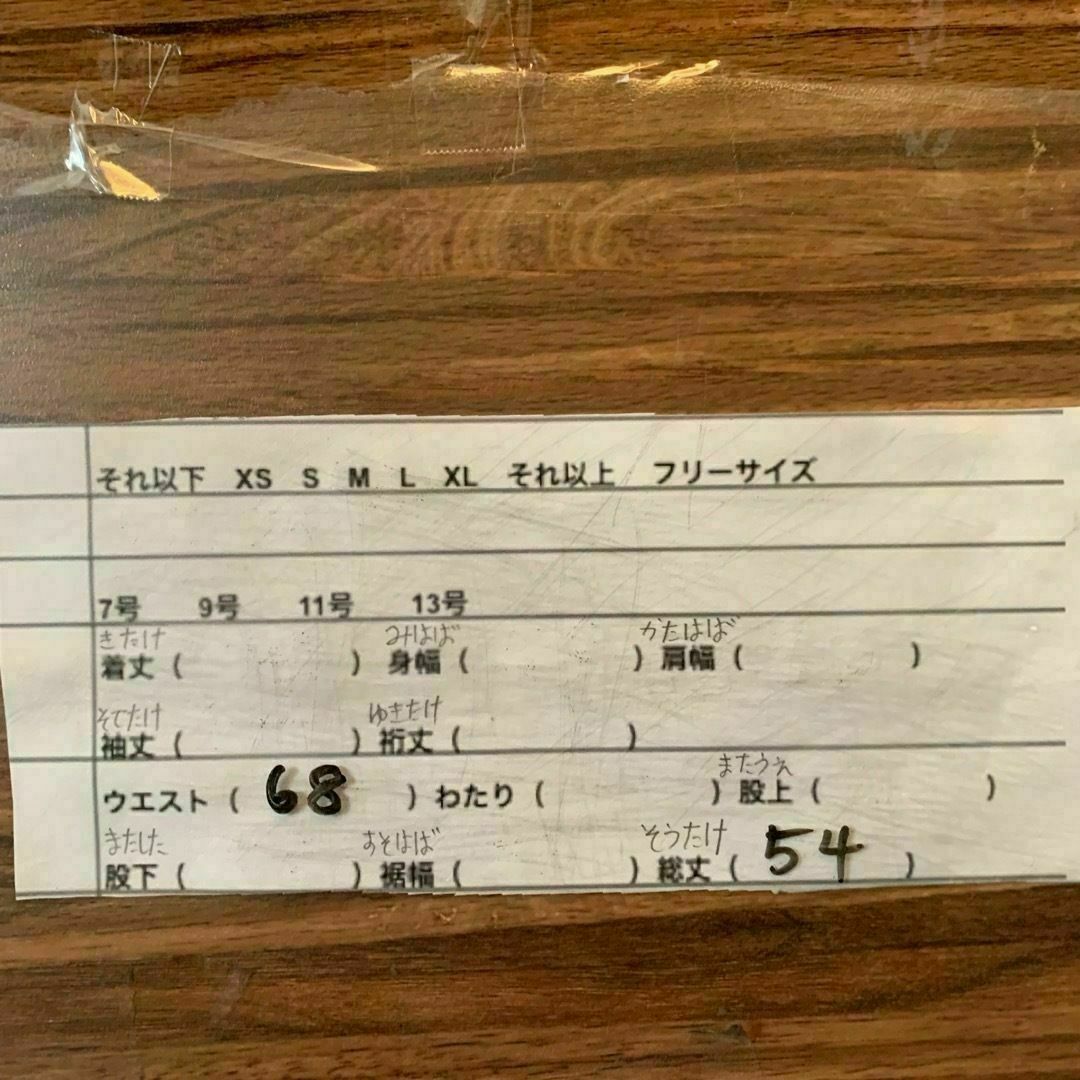 それ以下 XS S M L XL それ以上 フリーサイズ
7号 9号 11号 13号
きたけ みはば かたはば
着丈 ( ) 身幅 ( ) 肩幅 ( )
そでたけ ゆきたけ
袖丈 ( ) 裄丈 ( )
またうえ
ウエスト ( 68 ) わたり ( ) 股上 ( )
またした すそはば そうたけ
股下 ( ) 裾幅 ( ) 総丈 ( 54 )